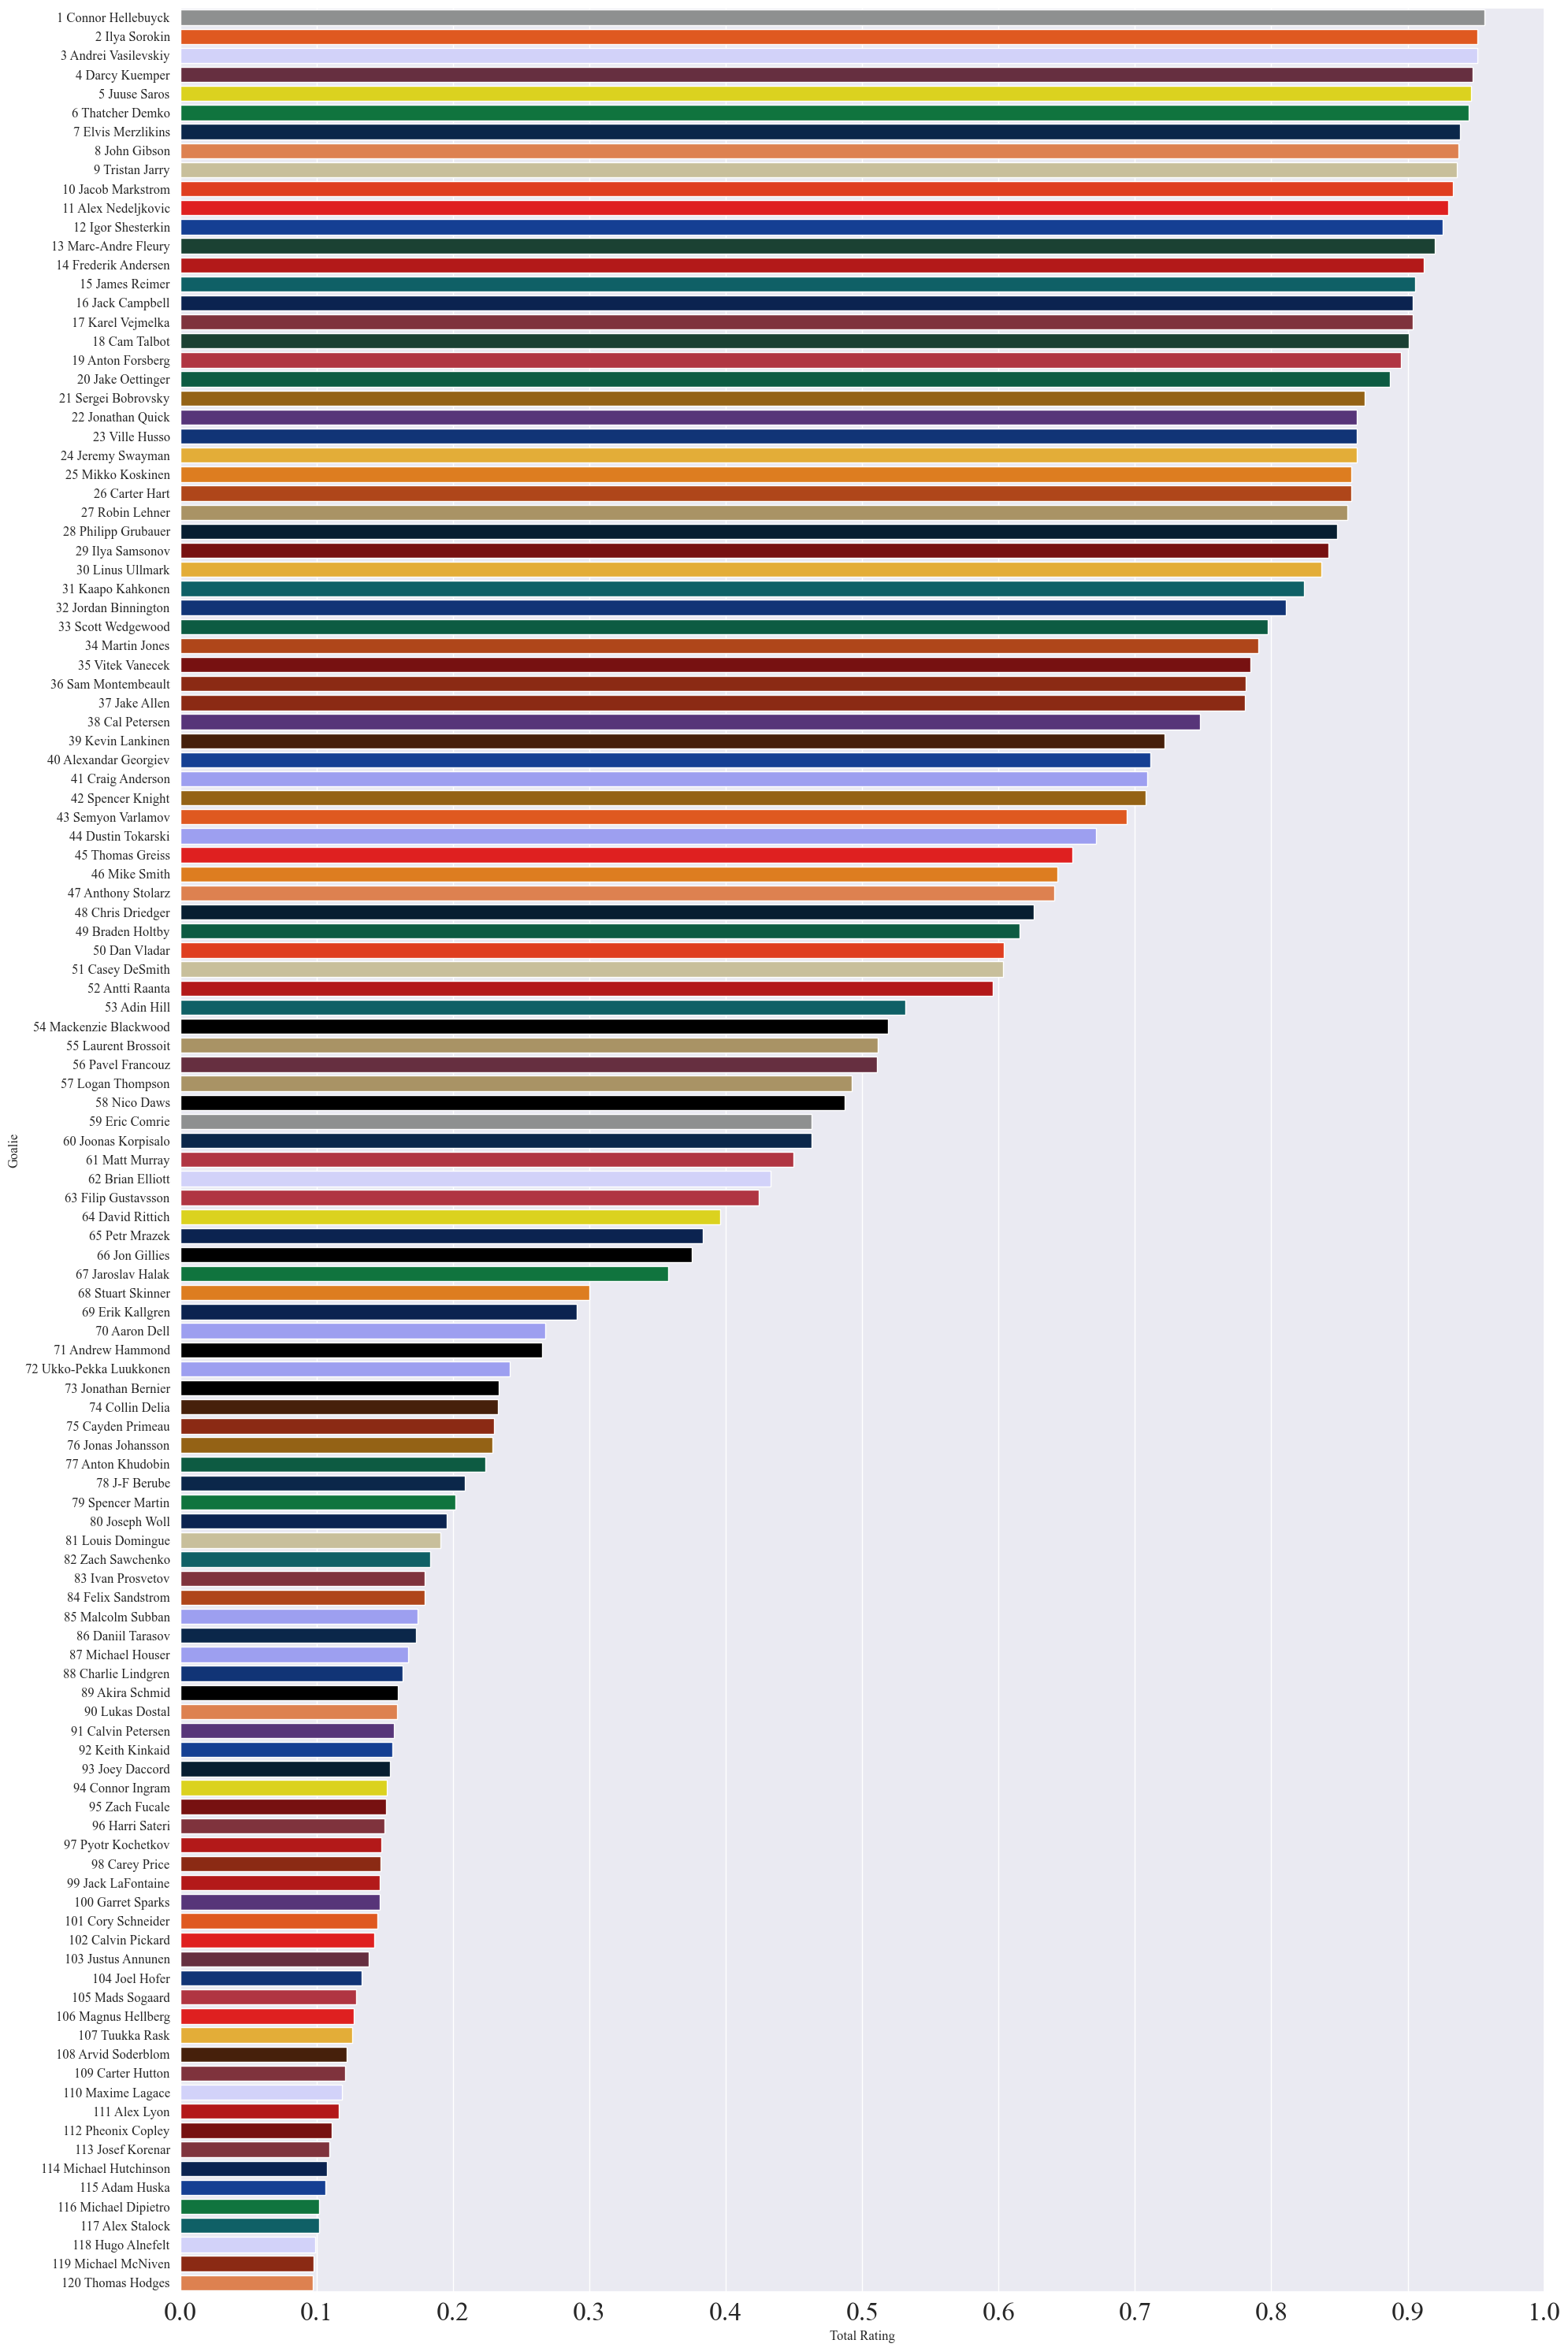 1 Connor Hellebuyck
2 Ilya Sorokin
3 Andrei Vasilevskiy
4 Darcy Kuemper
5 Juuse Saros
6 Thatcher Demko
7 Elvis Merzlikins
8 John Gibson
9 Tristan Jarry
10 Jacob Markstrom
11 Alex Nedeljkovic
12 Igor Shesterkin
13 Marc-Andre Fleury
14 Frederik Andersen
15 James Reimer
16 Jack Campbell
17 Karel Vejmelka
18 Cam Talbot
19 Anton Forsberg
20 Jake Oettinger
21 Sergei Bobrovsky
22 Jonathan Quick
23 Ville Husso
24 Jeremy Swayman
25 Mikko Koskinen
26 Carter Hart
27 Robin Lehner
28 Philipp Grubauer
29 Ilya Samsonov
30 Linus Ullmark
31 Kaapo Kahkonen
32 Jordan Binnington
33 Scott Wedgewood
34 Martin Jones
35 Vitek Vanecek
36 Sam Montembeault
37 Jake Allen
38 Cal Petersen
39 Kevin Lankinen
40 Alexandar Georgiev
41 Craig Anderson
42 Spencer Knight
43 Semyon Varlamov
44 Dustin Tokarski
45 Thomas Greiss
46 Mike Smith
47 Anthony Stolarz
48 Chris Driedger
49 Braden Holtby
50 Dan Vladar
51 Casey DeSmith
52 Antti Raanta
53 Adin Hill
54 Mackenzie Blackwood
55 Laurent Brossoit
56 Pavel Francouz
57 Logan Thompson
58 Nico Daws
59 Eric Comrie
60 Joonas Korpisalo
61 Matt Murray
62 Brian Elliott
63 Filip Gustavsson
64 David Rittich
65 Petr Mrazek
66 Jon Gillies
67 Jaroslav Halak
68 Stuart Skinner
69 Erik Kallgren
70 Aaron Dell
71 Andrew Hammond
72 Ukko-Pekka Luukkonen
73 Jonathan Bernier
74 Collin Delia
75 Cayden Primeau
76 Jonas Johansson
77 Anton Khudobin
78 J-F Berube
79 Spencer Martin
80 Joseph Woll
81 Louis Domingue
82 Zach Sawchenko
83 Ivan Prosvetov
84 Felix Sandstrom
85 Malcolm Subban
86 Daniil Tarasov
87 Michael Houser
88 Charlie Lindgren
89 Akira Schmid
90 Lukas Dostal
91 Calvin Petersen
92 Keith Kinkaid
93 Joey Daccord
94 Connor Ingram
95 Zach Fucale
96 Harri Sateri
97 Pyotr Kochetkov
98 Carey Price
99 Jack LaFontaine
100 Garret Sparks
101 Cory Schneider
102 Calvin Pickard
103 Justus Annunen
104 Joel Hofer
105 Mads Sogaard
106 Magnus Hellberg
107 Tuukka Rask
108 Arvid Soderblom
109 Carter Hutton
110 Maxime Lagace
111 Alex Lyon
112 Pheonix Copley
113 Josef Korenar
114 Michael Hutchinson
115 Adam Huska
116 Michael Dipietro
117 Alex Stalock
118 Hugo Alnefelt
119 Michael McNiven
120 Thomas Hodges
Goalie
0.0 0.1 0.2 0.3 0.4 0.5 0.6 0.7 0.8 0.9 1.0
Total Rating